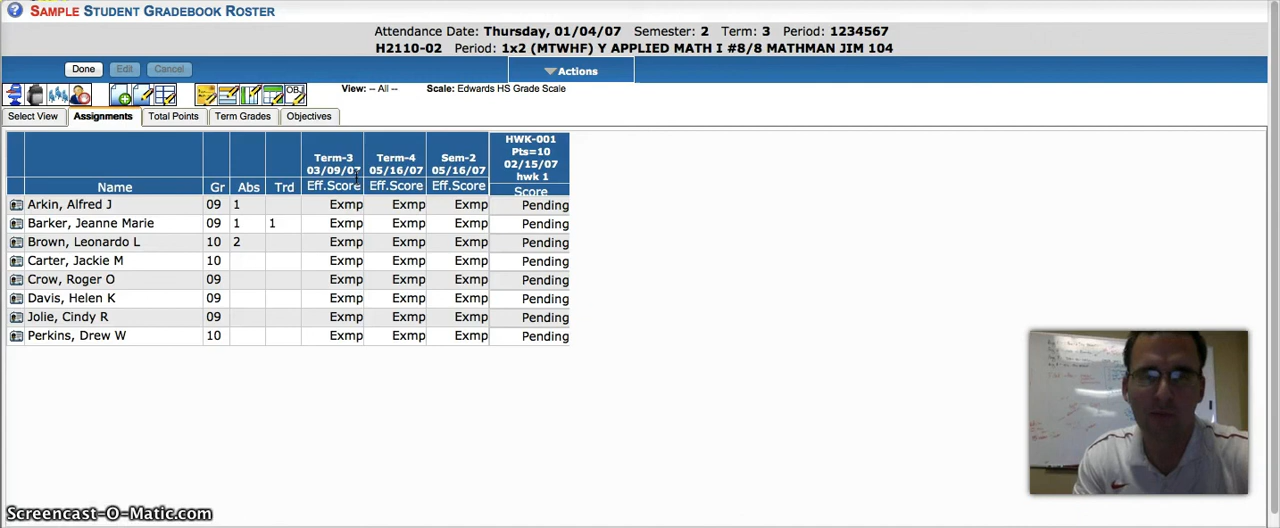 SAMPLE STUDENT GRADEBOOK ROSTER
Attendance Date: Thursday, 01/04/07 Semester: 2 Term: 3 Period: 1234567
H2110-02 Period: 1x2 (MTWHF) Y APPLIED MATH I #8/8 MATHMAN JIM 104
Done Edit Cancel Actions
OBJ View: -- All -- Scale: Edwards HS Grade Scale
Select View Assignments Total Points Term Grades Objectives
HWK-001
Pts=10
Term-3 Term-4 Sem-2 02/15/07
03/09/07 05/16/07 05/16/07 hwk 1
Name Gr Abs Trd Eff.Score Eff.Score Eff.Score Score
Arkin, Alfred J 09 1 Exmp Exmp Exmp Pending
Barker, Jeanne Marie 09 1 1 Exmp Exmp Exmp Pending
Brown, Leonardo L 10 2 Exmp Exmp Exmp Pending
Carter, Jackie M 10 Exmp Exmp Exmp Pending
Crow, Roger O 09 Exmp Exmp Exmp Pending
Davis, Helen K 09 Exmp Exmp Exmp Pending
Jolie, Cindy R 09 Exmp Exmp Exmp Pending
Perkins, Drew W 10 Exmp Exmp Exmp Pending
Screencast-O-Matic.com